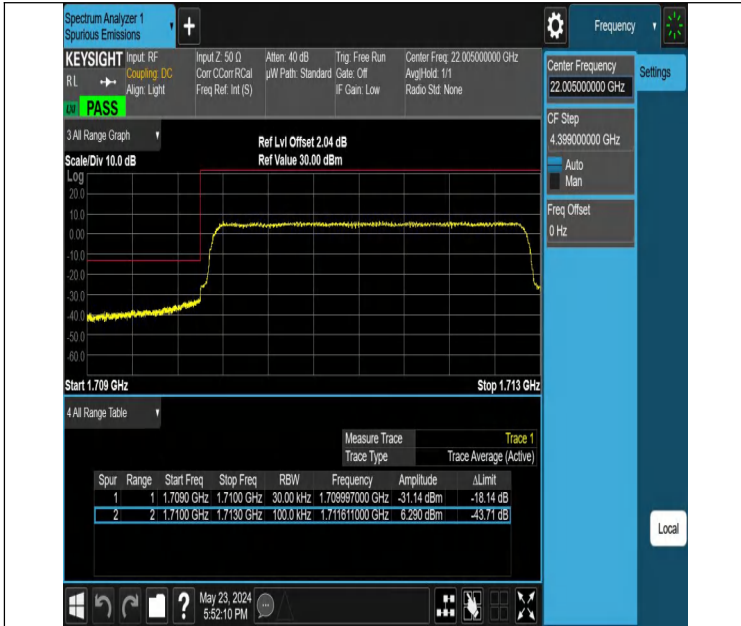 Spectrum Analyzer 1
Spurious Emissions
Frequency
KEYSIGHT
RL
Input: RF
Coupling: DC
Align: Light
Input Z: 50 Ω
Corr CCorr RCal
Freq Ref: Int (S)
Atten: 40 dB
µW Path: Standard
Trig: Free Run
Gate: Off
IF Gain: Low
Center Freq: 22.005000000 GHz
Avg|Hold: 1/1
Radio Std: None
PASS
Center Frequency
22.005000000 GHz
Settings
CF Step
4.399000000 GHz
Auto
Man
Freq Offset
0 Hz
3 All Range Graph
Scale/Div 10.0 dB
Ref Lvl Offset 2.04 dB
Ref Value 30.00 dBm
Log
20.0
10.0
0.00
-10.0
-20.0
-30.0
-40.0
-50.0
-60.0
Start 1.709 GHz
Stop 1.713 GHz
4 All Range Table
Measure Trace Trace 1
Trace Type Trace Average (Active)
Spur Range Start Freq Stop Freq RBW Frequency Amplitude ΔLimit
1 1 1.7090 GHz 1.7100 GHz 30.00 kHz 1.709997000 GHz -31.14 dBm -18.14 dB
2 2 1.7100 GHz 1.7130 GHz 100.0 kHz 1.711611000 GHz 6.290 dBm -43.71 dB
Local
?
May 23, 2024
5:52:10 PM